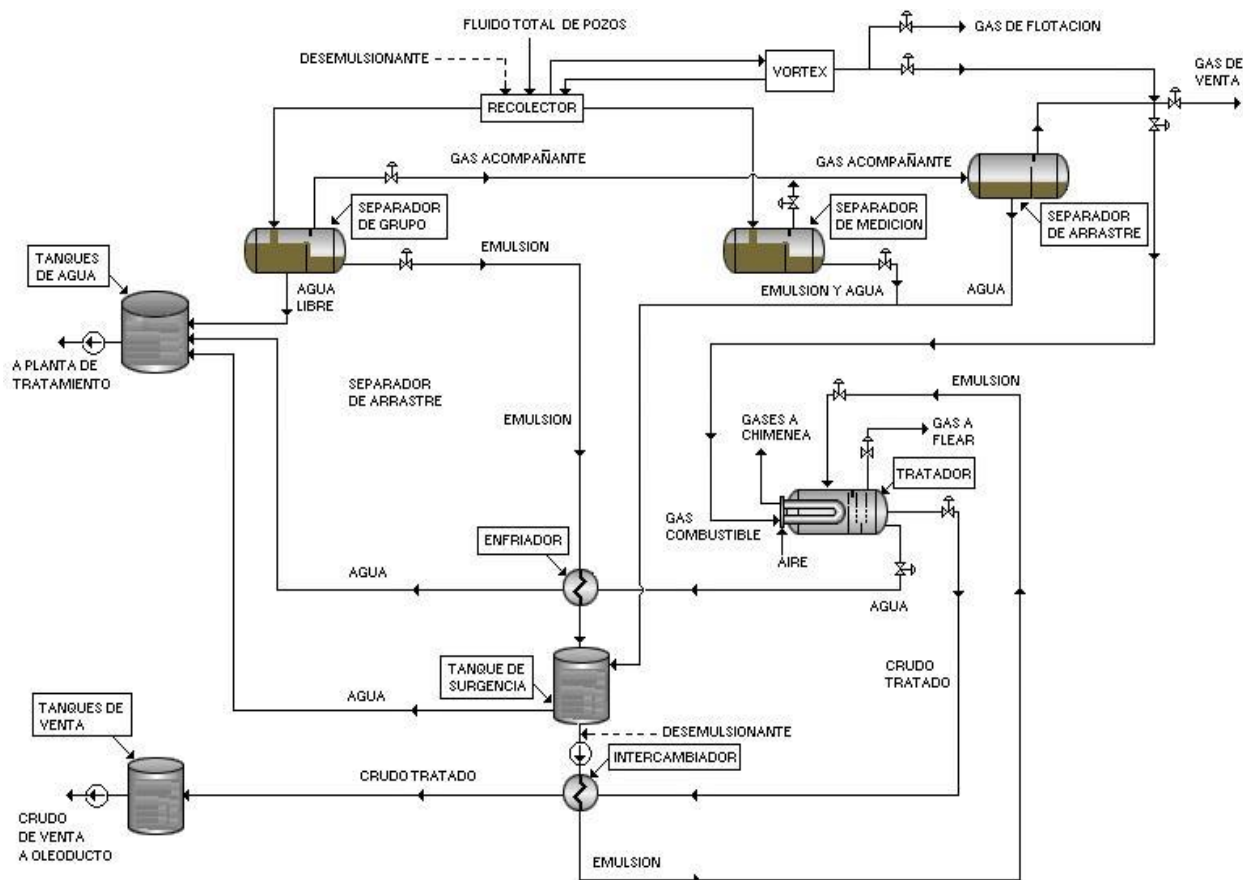 FLUIDO TOTAL DE POZOS
GAS DE FLOTACION
DESEMULSIONANTE
VORTEX
GAS DE
VENTA
RECOLECTOR
GAS ACOMPAÑANTE
GAS ACOMPAÑANTE
SEPARADOR
DE GRUPO
SEPARADOR
DE MEDICION
SEPARADOR
DE ARRASTRE
EMULSION
TANQUES
DE AGUA
AGUA
LIBRE
EMULSION Y AGUA
AGUA
A PLANTA DE
TRATAMIENTO
SEPARADOR
DE ARRASTRE
EMULSION
EMULSION
GASES A
CHIMENEA
GAS A
FLEAR
TRATADOR
GAS
COMBUSTIBLE
AIRE
ENFRIADOR
AGUA
AGUA
TANQUE DE
SURGENCIA
CRUDO
TRATADO
AGUA
TANQUES DE
VENTA
DESEMULSIONANTE
INTERCAMBIADOR
CRUDO TRATADO
CRUDO
DE VENTA
A OLEODUCTO
EMULSION